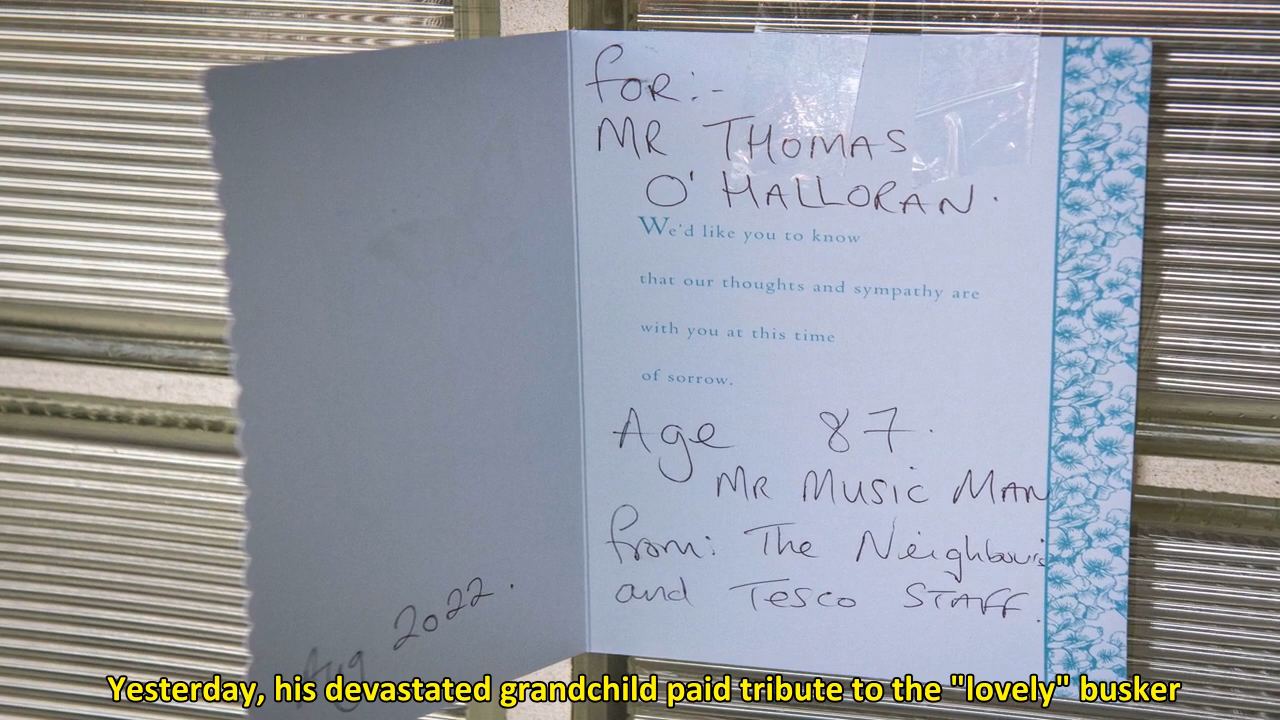 Aug 2022.
for:-
MR THOMAS
O'HALLORAN.
We'd like you to know
that our thoughts and sympathy are
with you at this time
of sorrow.
Age 87.
MR MUSIC MAN
from: The Neighbours
and TESCO STAFF.
Yesterday, his devastated grandchild paid tribute to the "lovely" busker